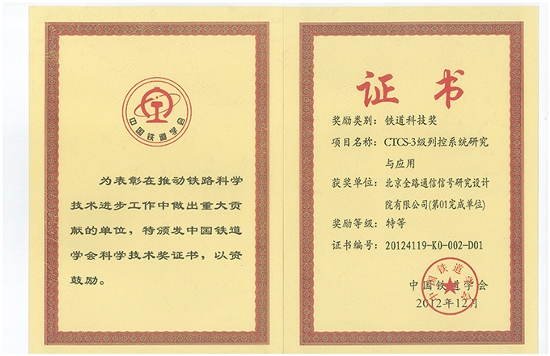 中国铁道学会
为表彰在推动铁路科学
技术进步工作中做出重大贡
献的单位，特颁发中国铁道
学会科学技术奖证书，以资
鼓励。
证书
奖励类别：铁道科技奖
项目名称：CTCS-3级列控系统研究
与应用
获奖单位：北京全路通信信号研究设计
院有限公司(第01完成单位)
奖励等级：特等
证书编号：20124119-K0-002-D01
中国铁道学会
2012年12月
中国铁道学会